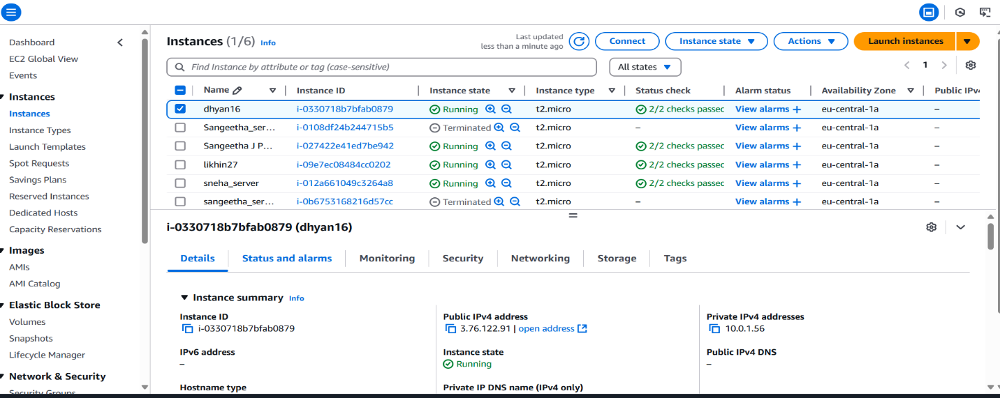 Dashboard
EC2 Global View
Events
Instances
Instances
Instance Types
Launch Templates
Spot Requests
Savings Plans
Reserved Instances
Dedicated Hosts
Capacity Reservations
Images
AMIs
AMI Catalog
Elastic Block Store
Volumes
Snapshots
Lifecycle Manager
Network & Security
Security Groups
Instances (1/6) Info
Last updated
less than a minute ago
Connect
Instance state
Actions
Launch instances
Find Instance by attribute or tag (case-sensitive)
All states
1
Name Instance ID Instance state Instance type Status check Alarm status Availability Zone Public IPv4
dhyan16 i-0330718b7bfab0879 Running t2.micro 2/2 checks passec View alarms + eu-central-1a –
Sangeetha_ser... i-0108df24b244715b5 Terminated t2.micro – View alarms + eu-central-1a –
Sangeetha J P... i-027422e41ed7be942 Running t2.micro 2/2 checks passec View alarms + eu-central-1a –
likhin27 i-09e7ec08484cc0202 Running t2.micro 2/2 checks passec View alarms + eu-central-1a –
sneha_server i-012a661049c3264a8 Running t2.micro 2/2 checks passec View alarms + eu-central-1a –
sangeetha_ser... i-0b6753168216d57cc Terminated t2.micro – View alarms + eu-central-1a –
i-0330718b7bfab0879 (dhyan16)
Details Status and alarms Monitoring Security Networking Storage Tags
Instance summary Info
Instance ID
i-0330718b7bfab0879
Public IPv4 address
3.76.122.91 | open address
Private IPv4 addresses
10.0.1.56
IPv6 address
–
Instance state
Running
Public IPv4 DNS
–
Hostname type
Private IP DNS name (IPv4 only)